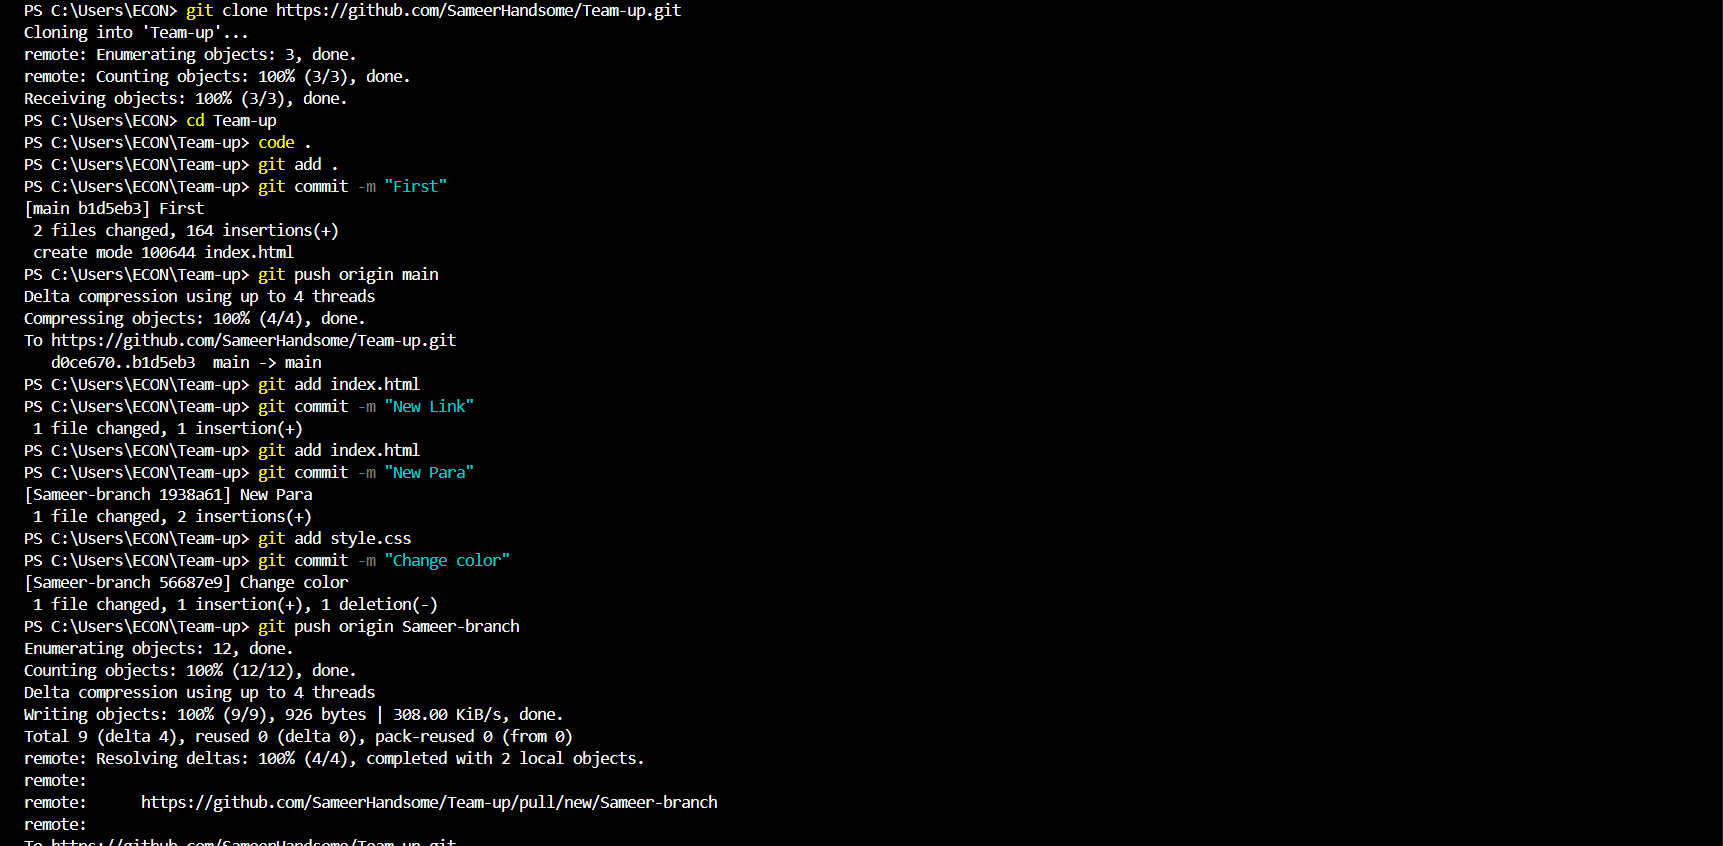 PS C:\Users\ECON> git clone https://github.com/SameerHandsome/Team-up.git
Cloning into 'Team-up'...
remote: Enumerating objects: 3, done.
remote: Counting objects: 100% (3/3), done.
Receiving objects: 100% (3/3), done.
PS C:\Users\ECON> cd Team-up
PS C:\Users\ECON\Team-up> code .
PS C:\Users\ECON\Team-up> git add .
PS C:\Users\ECON\Team-up> git commit -m "First"
[main b1d5eb3] First
 2 files changed, 164 insertions(+)
 create mode 100644 index.html
PS C:\Users\ECON\Team-up> git push origin main
Delta compression using up to 4 threads
Compressing objects: 100% (4/4), done.
To https://github.com/SameerHandsome/Team-up.git
   d0ce670..b1d5eb3  main -> main
PS C:\Users\ECON\Team-up> git add index.html
PS C:\Users\ECON\Team-up> git commit -m "New Link"
 1 file changed, 1 insertion(+)
PS C:\Users\ECON\Team-up> git add index.html
PS C:\Users\ECON\Team-up> git commit -m "New Para"
[Sameer-branch 1938a61] New Para
 1 file changed, 2 insertions(+)
PS C:\Users\ECON\Team-up> git add style.css
PS C:\Users\ECON\Team-up> git commit -m "Change color"
[Sameer-branch 56687e9] Change color
 1 file changed, 1 insertion(+), 1 deletion(-)
PS C:\Users\ECON\Team-up> git push origin Sameer-branch
Enumerating objects: 12, done.
Counting objects: 100% (12/12), done.
Delta compression using up to 4 threads
Writing objects: 100% (9/9), 926 bytes | 308.00 KiB/s, done.
Total 9 (delta 4), reused 0 (delta 0), pack-reused 0 (from 0)
remote: Resolving deltas: 100% (4/4), completed with 2 local objects.
remote:
remote:      https://github.com/SameerHandsome/Team-up/pull/new/Sameer-branch
remote:
To https://github.com/SameerHandsome/Team-up.git